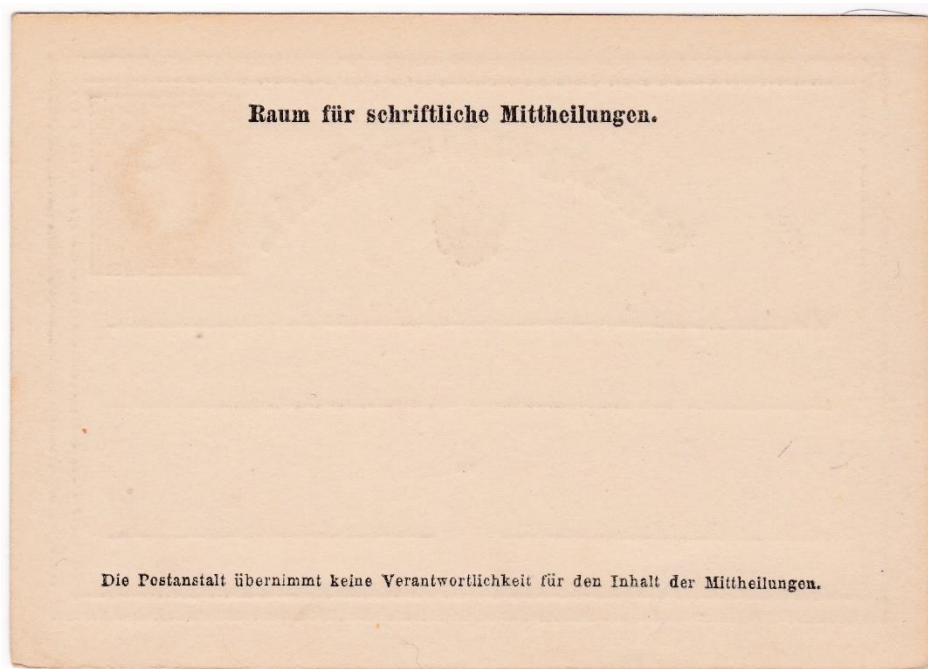 Raum für schriftliche Mittheilungen.
Die Postanstalt übernimmt keine Verantwortlichkeit für den Inhalt der Mittheilungen.